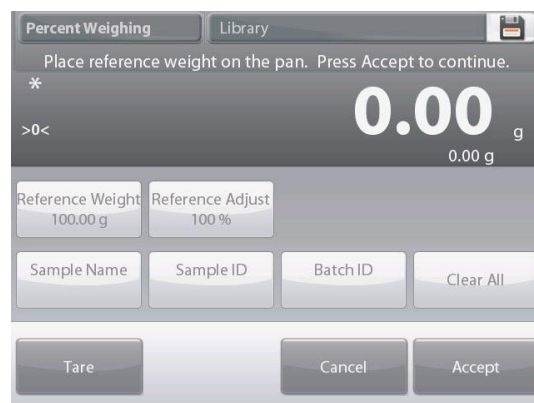 Percent Weighing Library
Place reference weight on the pan. Press Accept to continue.
*
>0<
0.00 g
0.00 g
Reference Weight Reference Adjust
100.00 g 100 %
Sample Name Sample ID Batch ID Clear All
Tare Cancel Accept